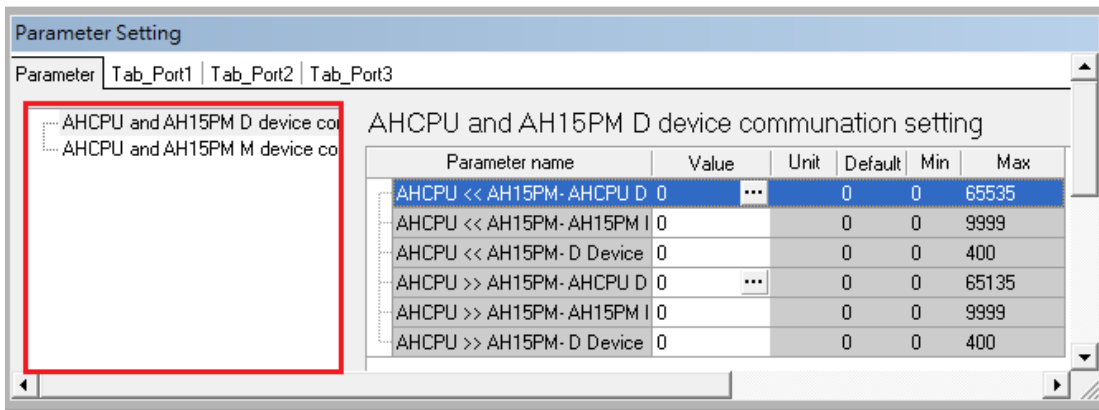 Parameter Setting
Parameter Tab_Port1 Tab_Port2 Tab_Port3
AHCPU and AH15PM D device co
AHCPU and AH15PM M device co
AHCPU and AH15PM D device communation setting
Parameter name Value Unit Default Min Max
AHCPU << AH15PM- AHCPU D 0 ... 0 0 65535
AHCPU << AH15PM- AH15PM 0 0 0 9999
AHCPU << AH15PM- D Device 0 0 0 400
AHCPU >> AH15PM- AHCPU D 0 ... 0 0 65135
AHCPU >> AH15PM- AH15PM 0 0 0 9999
AHCPU >> AH15PM- D Device 0 0 0 400